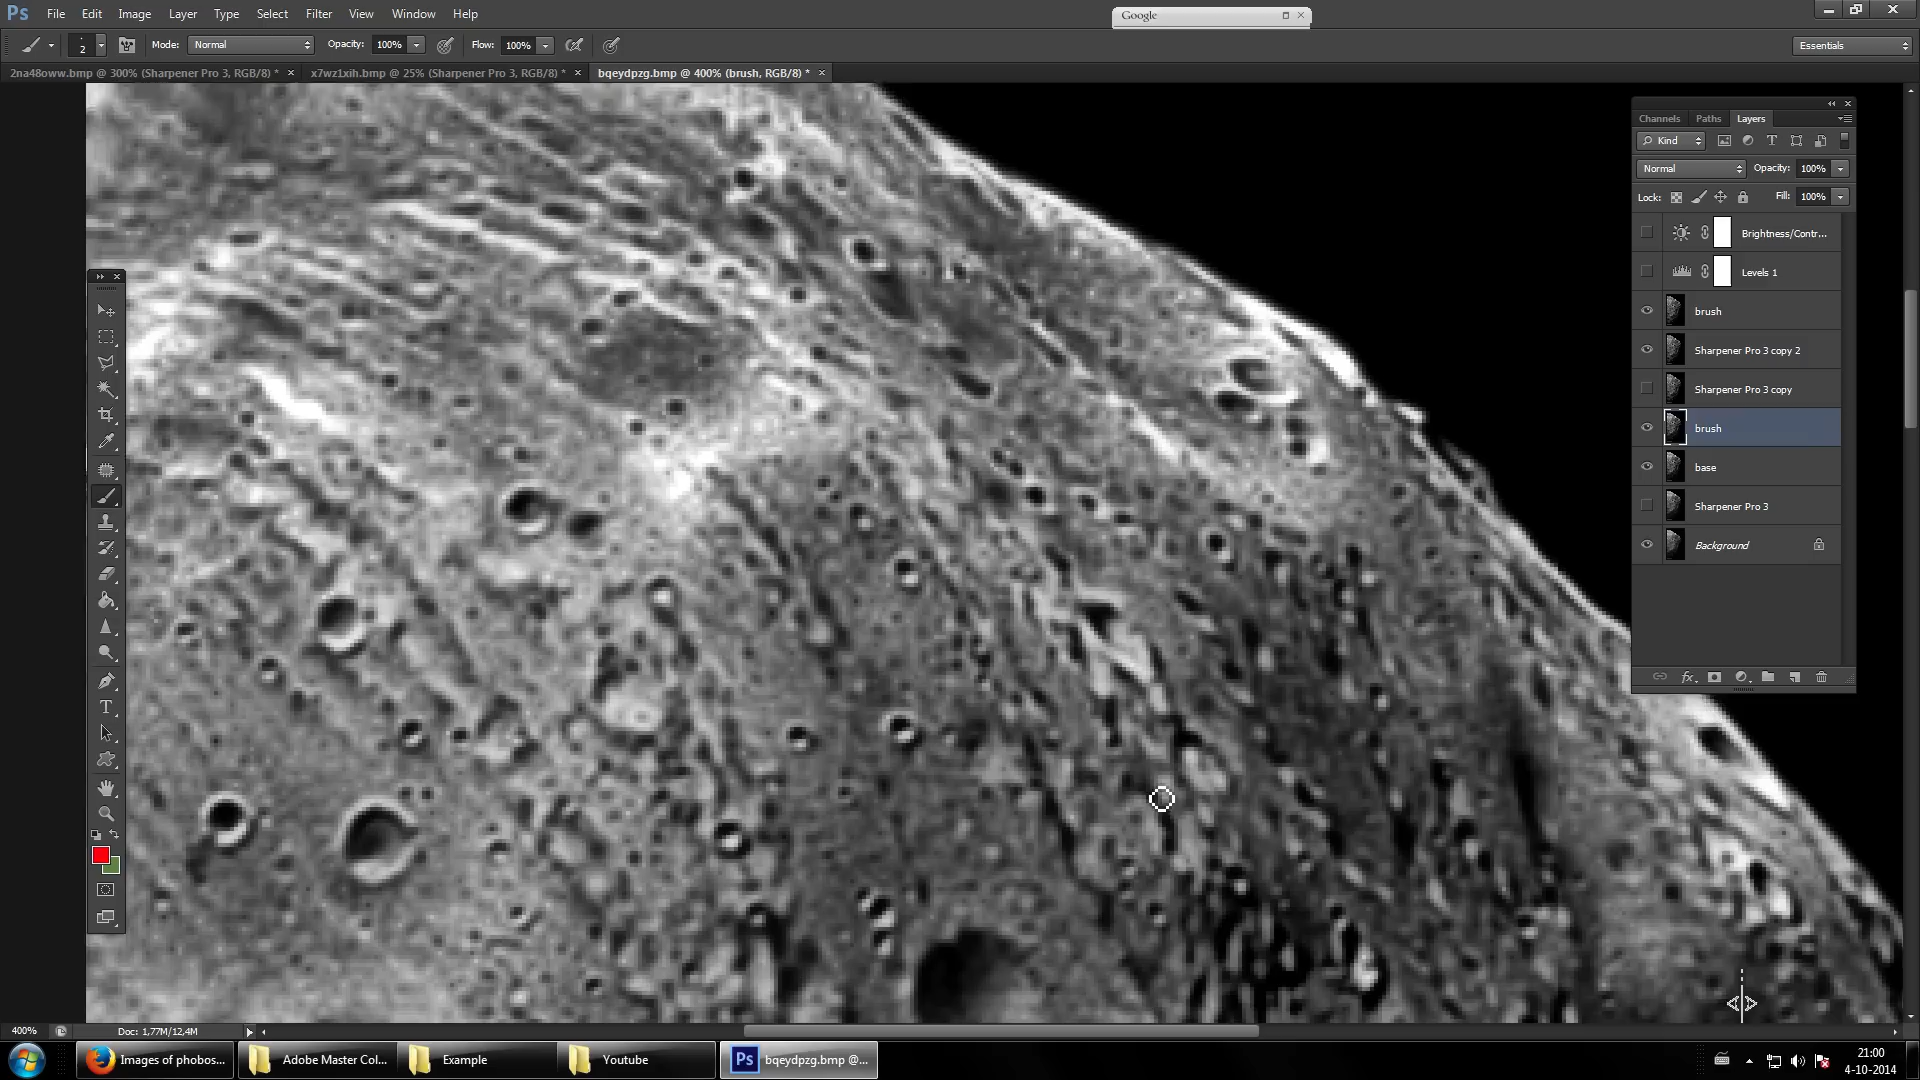 Ps File Edit Image Layer Type Select Filter View Window Help
Google
2 Mode: Normal Opacity: 100% Flow: 100% Essentials
2na48oww.bmp @ 300% (Sharpener Pro 3, RGB/8) * x7wz1xih.bmp @ 25% (Sharpener Pro 3, RGB/8) * bqeydpzg.bmp @ 400% (brush, RGB/8) *
Channels Paths Layers
Kind
Normal Opacity: 100%
Lock: Fill: 100%
Brightness/Contr...
Levels 1
brush
Sharpener Pro 3 copy 2
Sharpener Pro 3 copy
brush
base
Sharpener Pro 3
Background
fx
400% Doc: 1,77M/12,4M
Images of phobos... Adobe Master Col... Example Youtube Ps bqeydpzg.bmp @...
21:00
4-10-2014